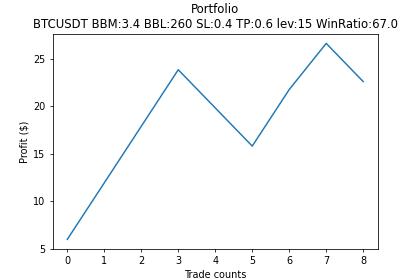 Portfolio
BTCUSDT BBM:3.4 BBL:260 SL:0.4 TP:0.6 lev:15 WinRatio:67.0
Profit ($)
25
20
15
10
5
0 1 2 3 4 5 6 7 8
Trade counts